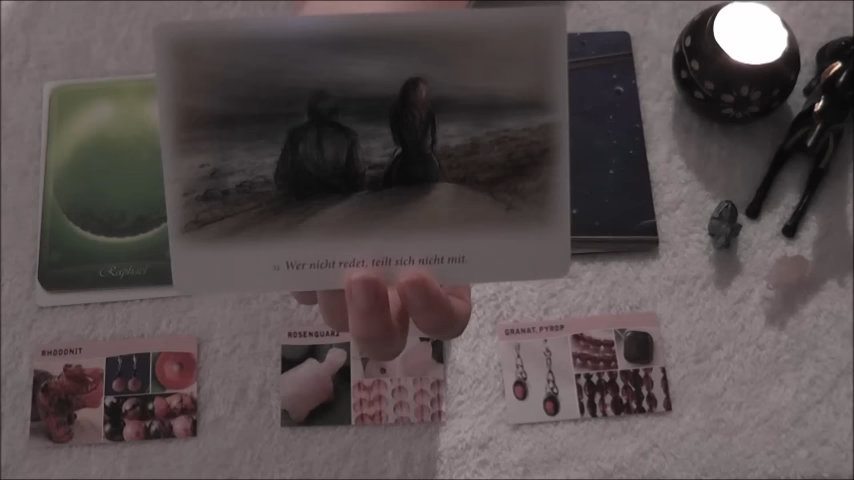 Wer nicht redet, teilt sich nicht mit.
Raphael
RHODONIT
ROSENQUARZ
GRANAT, PYROP